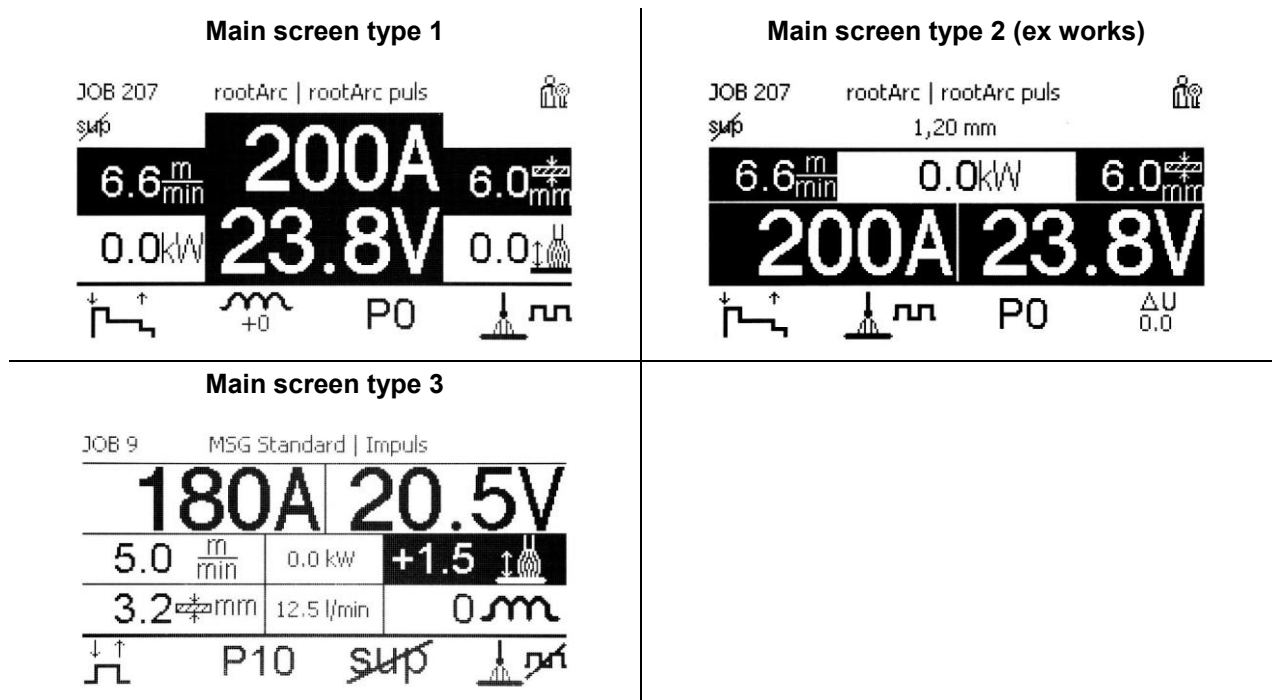 Main screen type 1
JOB 207 rootArc | rootArc puls
sup
200A
6.6 m/min 6.0 mm
23.8V
0.0kW 0.0
+0 P0
Main screen type 2 (ex works)
JOB 207 rootArc | rootArc puls
sup 1,20 mm
6.6 m/min 0.0kW 6.0 mm
200A 23.8V
P0 ΔU
0.0
Main screen type 3
JOB 9 MSG Standard | Impuls
180A 20.5V
5.0 m/min 0.0 kW +1.5
3.2 mm 12.5 l/min 0
P10 sup